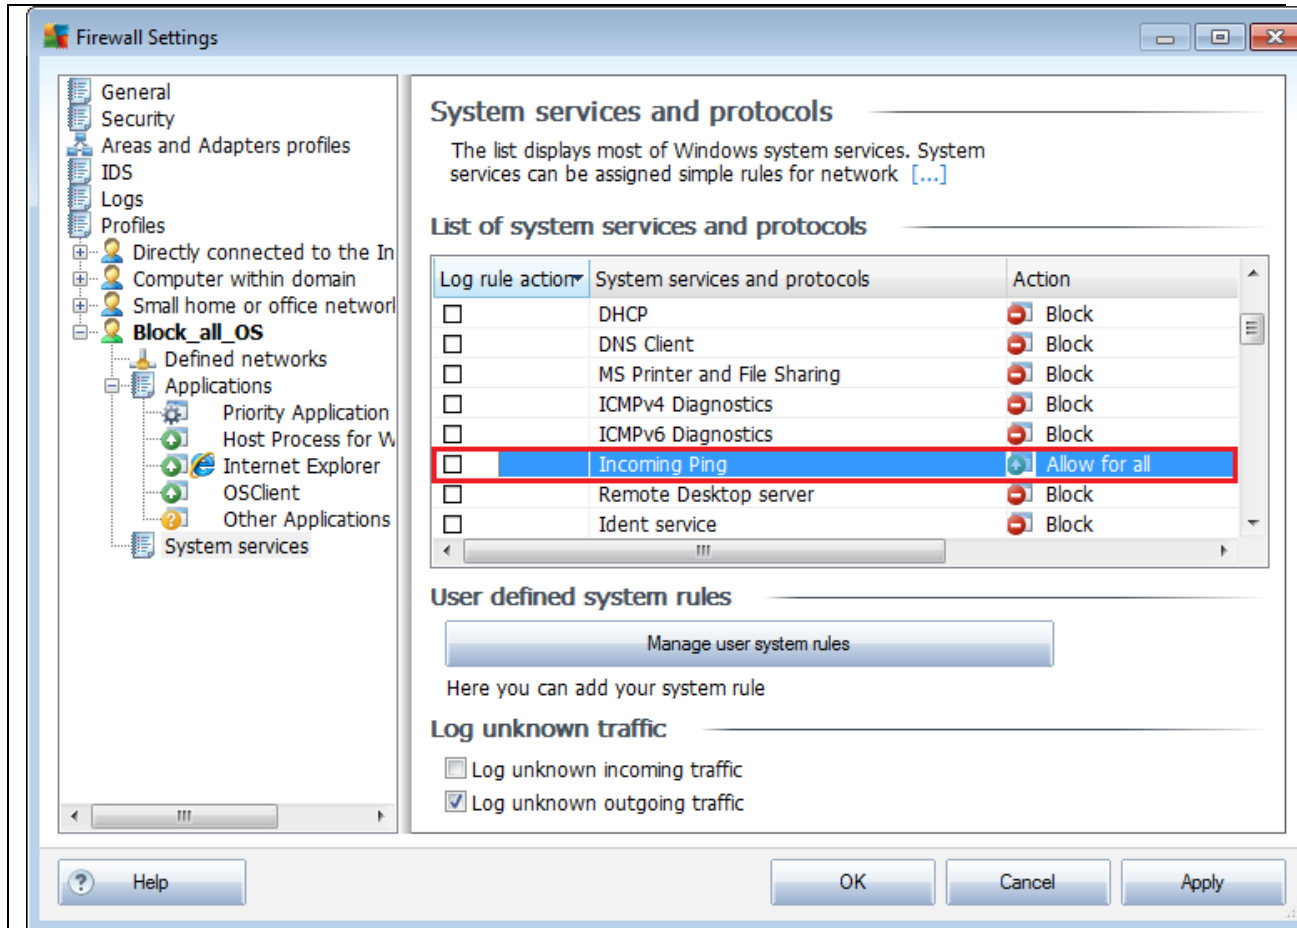 Firewall Settings
General
Security
Areas and Adapters profiles
IDS
Logs
Profiles
Directly connected to the In
Computer within domain
Small home or office networ
Block_all_OS
Defined networks
Applications
Priority Application
Host Process for W
Internet Explorer
OSClient
Other Applications
System services
System services and protocols
The list displays most of Windows system services. System
services can be assigned simple rules for network [...]
List of system services and protocols
Log rule action System services and protocols Action
DHCP Block
DNS Client Block
MS Printer and File Sharing Block
ICMPv4 Diagnostics Block
ICMPv6 Diagnostics Block
Incoming Ping Allow for all
Remote Desktop server Block
Ident service Block
User defined system rules
Manage user system rules
Here you can add your system rule
Log unknown traffic
Log unknown incoming traffic
Log unknown outgoing traffic
? Help
OK
Cancel
Apply